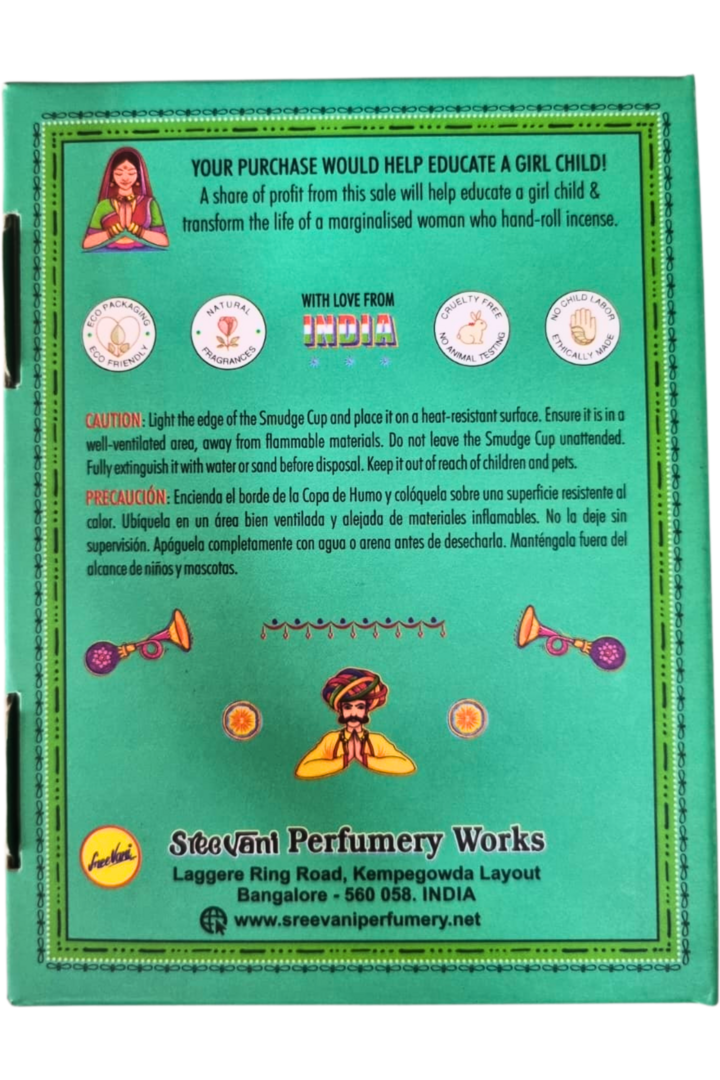 YOUR PURCHASE WOULD HELP EDUCATE A GIRL CHILD!
A share of profit from this sale will help educate a girl child &
transform the life of a marginalised woman who hand-roll incense.
ECO PACKAGING
ECO FRIENDLY
NATURAL
FRAGRANCES
WITH LOVE FROM
INDIA
CRUELTY FREE
NO ANIMAL TESTING
NO CHILD LABOR
ETHICALLY MADE
CAUTION: Light the edge of the Smudge Cup and place it on a heat-resistant surface. Ensure it is in a
well-ventilated area, away from flammable materials. Do not leave the Smudge Cup unattended.
Fully extinguish it with water or sand before disposal. Keep it out of reach of children and pets.
PRECAUCIÓN: Encienda el borde de la Copa de Humo y colóquela sobre una superficie resistente al
calor. Ubíquela en un área bien ventilada y alejada de materiales inflamables. No la deje sin
supervisión. Apáguela completamente con agua o arena antes de desecharla. Manténgala fuera del
alcance de niños y mascotas.
SreeVani
SreeVani Perfumery Works
Laggere Ring Road, Kempegowda Layout
Bangalore - 560 058. INDIA
www.sreevaniperfumery.net